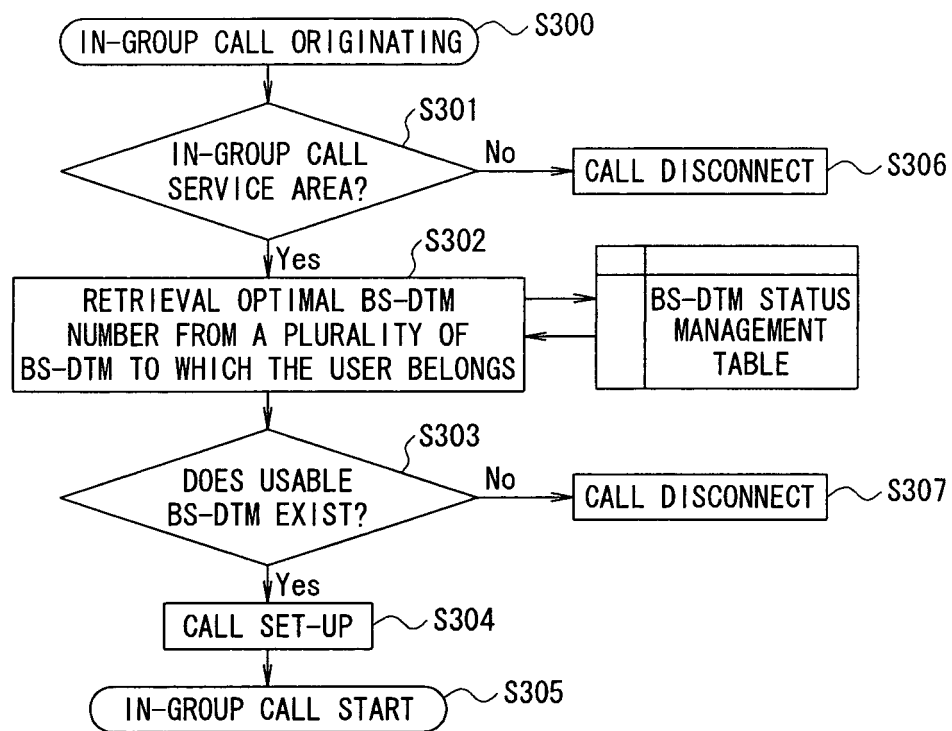 IN-GROUP CALL ORIGINATING
S300
S301
IN-GROUP CALL
SERVICE AREA?
No
CALL DISCONNECT
S306
Yes
S302
RETRIEVAL OPTIMAL BS-DTM
NUMBER FROM A PLURALITY OF
BS-DTM TO WHICH THE USER BELONGS
BS-DTM STATUS
MANAGEMENT
TABLE
S303
DOES USABLE
BS-DTM EXIST?
No
CALL DISCONNECT
S307
Yes
CALL SET-UP
S304
IN-GROUP CALL START
S305